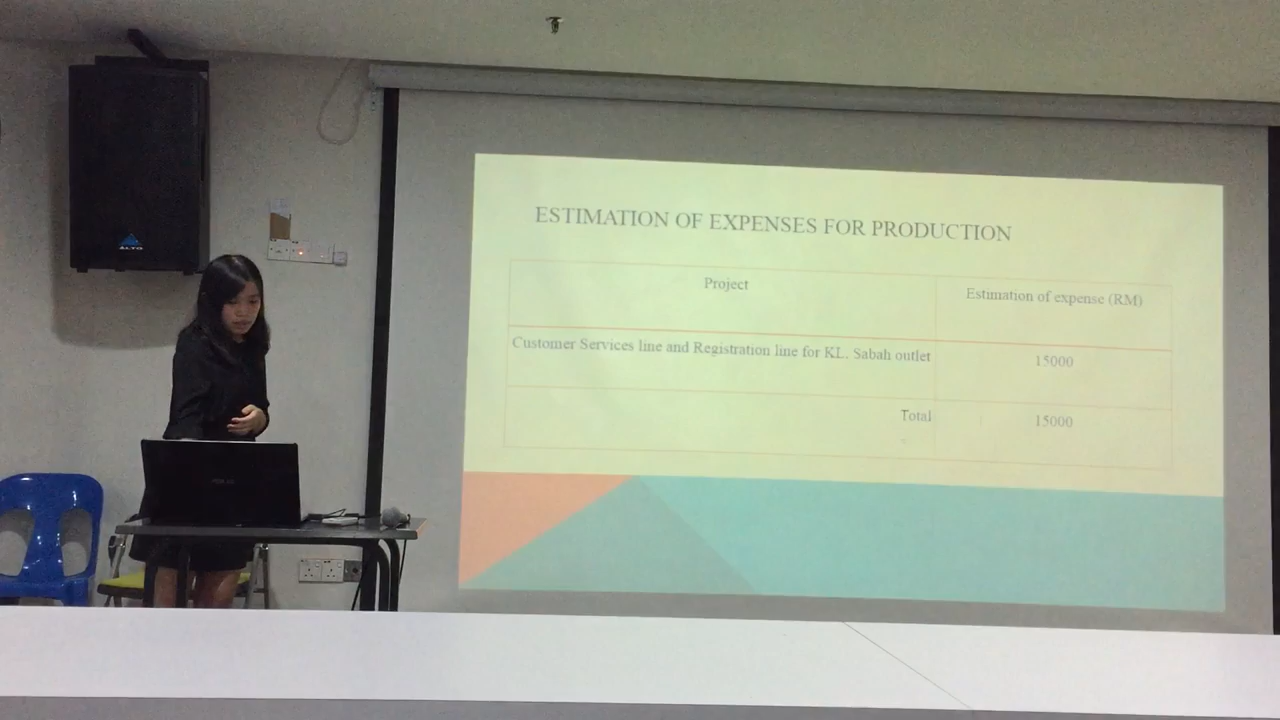 ALTO
ESTIMATION OF EXPENSES FOR PRODUCTION
Project
Estimation of expense (RM)
Customer Services line and Registration line for KL. Sabah outlet
15000
Total
15000